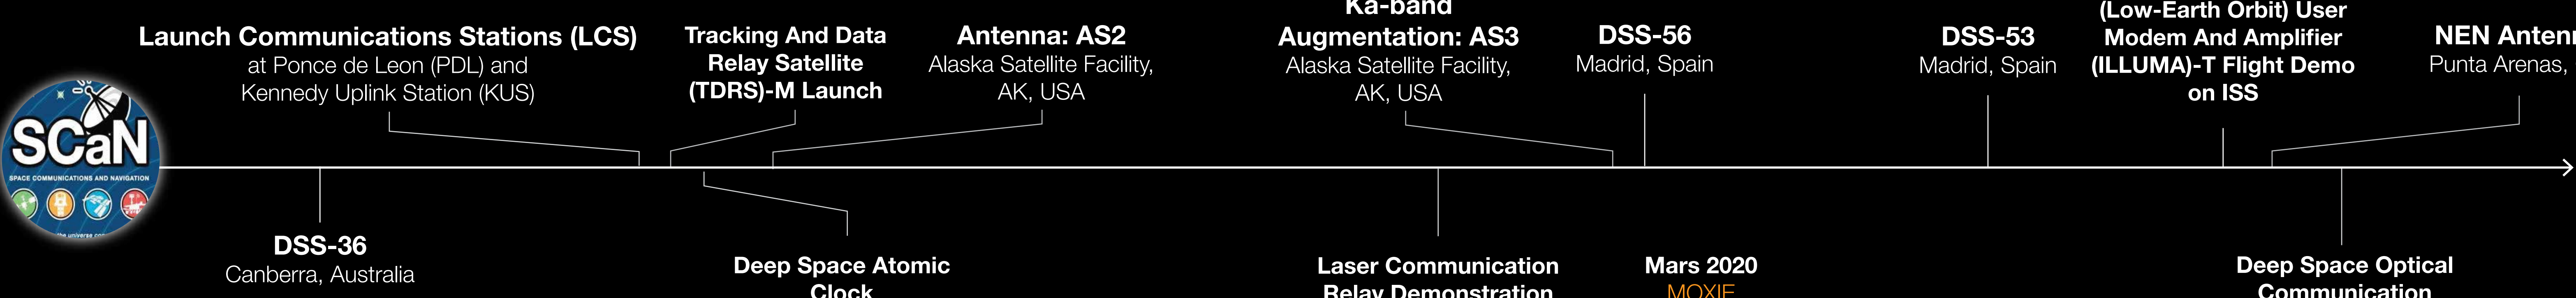 Launch Communications Stations (LCS)
at Ponce de Leon (PDL) and
Kennedy Uplink Station (KUS)
Tracking And Data
Relay Satellite
(TDRS)-M Launch
Antenna: AS2
Alaska Satellite Facility,
AK, USA
Ka-band
Augmentation: AS3
Alaska Satellite Facility,
AK, USA
DSS-56
Madrid, Spain
DSS-53
Madrid, Spain
(Low-Earth Orbit) User
Modem And Amplifier
(ILLUMA)-T Flight Demo
on ISS
NEN
Punta Arenas,
SCaN
SPACE COMMUNICATIONS AND NAVIGATION
the universe
DSS-36
Canberra, Australia
Deep Space Atomic
Clock
Laser Communication
Relay Demonstration
Mars 2020
MOXIE
Deep Space Optical
Communication